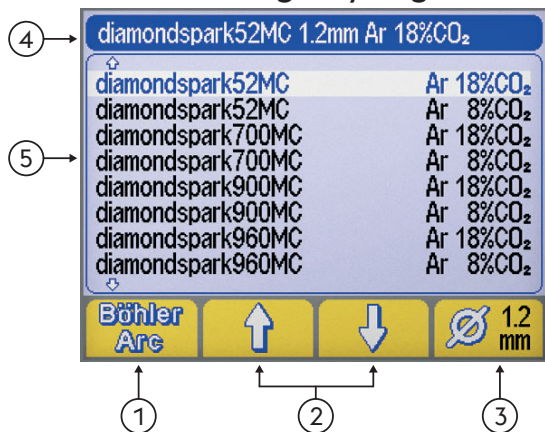 ④ diamondspark52MC 1.2mm Ar 18%CO₂
diamondspark52MC Ar 18%CO₂
diamondspark52MC Ar 8%CO₂
diamondspark700MC Ar 18%CO₂
⑤ diamondspark700MC Ar 8%CO₂
diamondspark900MC Ar 18%CO₂
diamondspark900MC Ar 8%CO₂
diamondspark960MC Ar 18%CO₂
diamondspark960MC Ar 8%CO₂
Böhler Ø 1.2
Arc mm
① ② ③